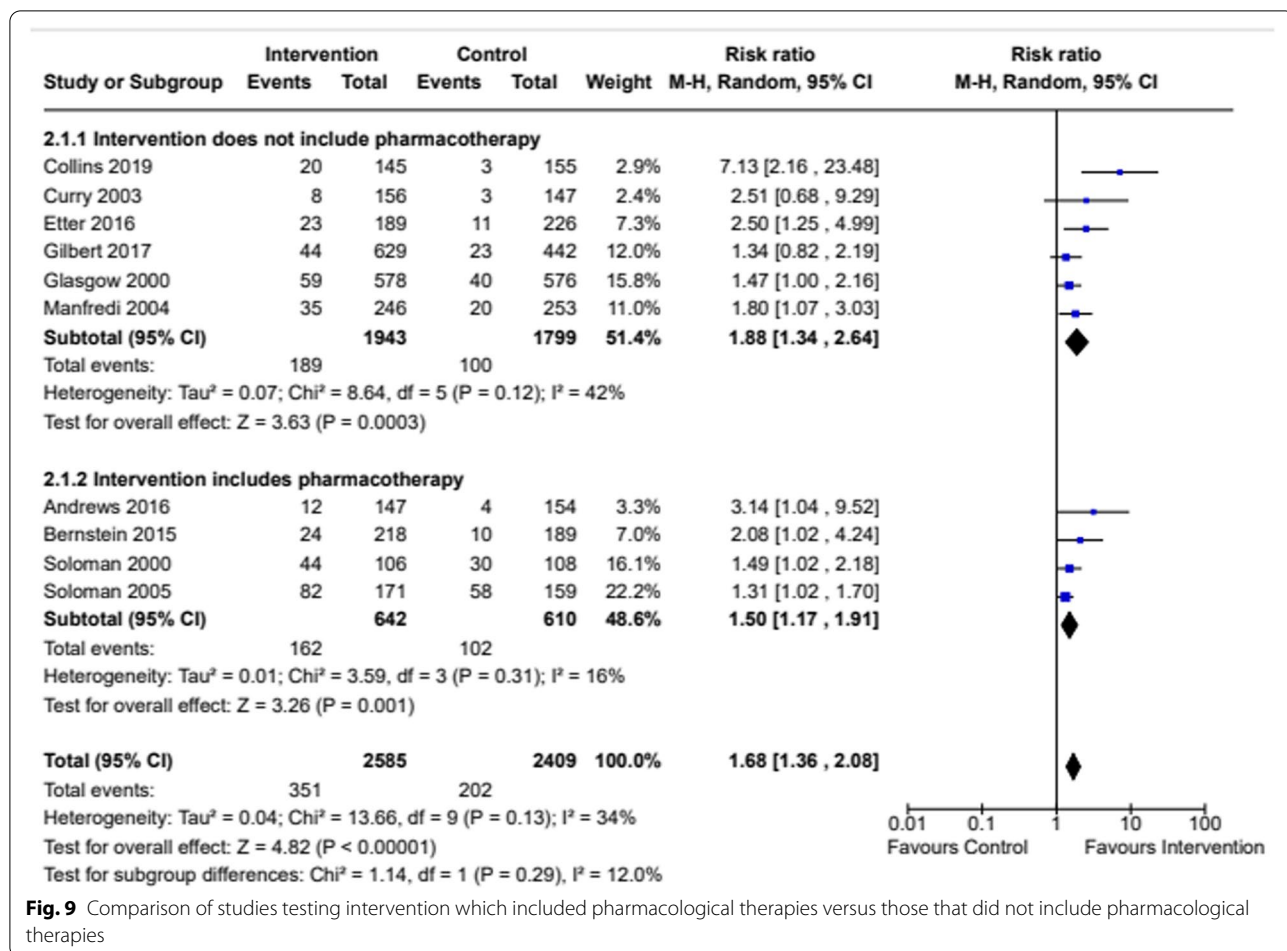 Intervention Control Risk ratio Risk ratio
Study or Subgroup Events Total Events Total Weight M-H, Random, 95% CI M-H, Random, 95% CI
2.1.1 Intervention does not include pharmacotherapy
Collins 2019 20 145 3 155 2.9% 7.13 [2.16 , 23.48]
Curry 2003 8 156 3 147 2.4% 2.51 [0.68 , 9.29]
Etter 2016 23 189 11 226 7.3% 2.50 [1.25 , 4.99]
Gilbert 2017 44 629 23 442 12.0% 1.34 [0.82 , 2.19]
Glasgow 2000 59 578 40 576 15.8% 1.47 [1.00 , 2.16]
Manfredi 2004 35 246 20 253 11.0% 1.80 [1.07 , 3.03]
Subtotal (95% CI) 1943 1799 51.4% 1.88 [1.34 , 2.64]
Total events: 189 100
Heterogeneity: Tau² = 0.07; Chi² = 8.64, df = 5 (P = 0.12); I² = 42%
Test for overall effect: Z = 3.63 (P = 0.0003)
2.1.2 Intervention includes pharmacotherapy
Andrews 2016 12 147 4 154 3.3% 3.14 [1.04 , 9.52]
Bernstein 2015 24 218 10 189 7.0% 2.08 [1.02 , 4.24]
Soloman 2000 44 106 30 108 16.1% 1.49 [1.02 , 2.18]
Soloman 2005 82 171 58 159 22.2% 1.31 [1.02 , 1.70]
Subtotal (95% CI) 642 610 48.6% 1.50 [1.17 , 1.91]
Total events: 162 102
Heterogeneity: Tau² = 0.01; Chi² = 3.59, df = 3 (P = 0.31); I² = 16%
Test for overall effect: Z = 3.26 (P = 0.001)
Total (95% CI) 2585 2409 100.0% 1.68 [1.36 , 2.08]
Total events: 351 202
Heterogeneity: Tau² = 0.04; Chi² = 13.66, df = 9 (P = 0.13); I² = 34%
Test for overall effect: Z = 4.82 (P < 0.00001)
Test for subgroup differences: Chi² = 1.14, df = 1 (P = 0.29), I² = 12.0%
0.01 0.1 1 10 100
Favours Control Favours Intervention
Fig. 9 Comparison of studies testing intervention which included pharmacological therapies versus those that did not include pharmacological
therapies